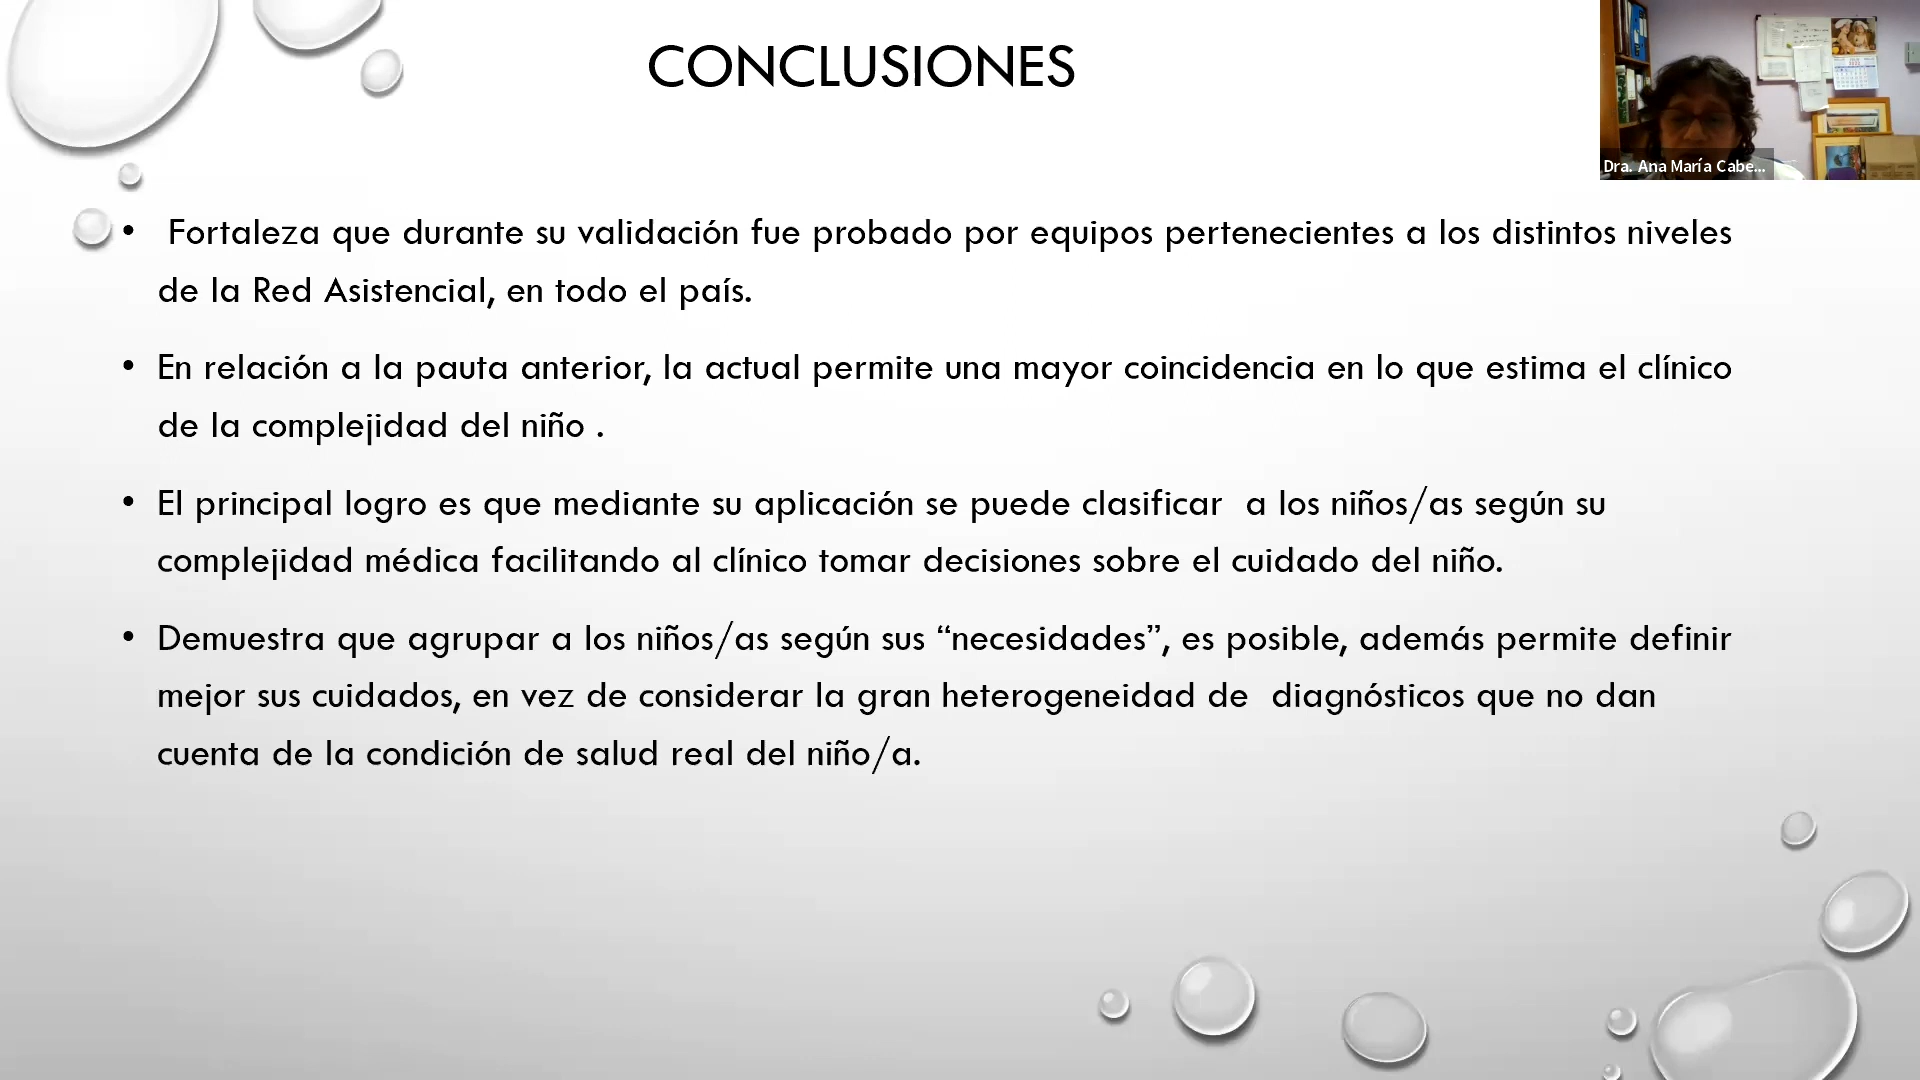 CONCLUSIONES
Dra. Ana María Cabe...
• Fortaleza que durante su validación fue probado por equipos pertenecientes a los distintos niveles
de la Red Asistencial, en todo el país.
• En relación a la pauta anterior, la actual permite una mayor coincidencia en lo que estima el clínico
de la complejidad del niño .
• El principal logro es que mediante su aplicación se puede clasificar a los niños/as según su
complejidad médica facilitando al clínico tomar decisiones sobre el cuidado del niño.
• Demuestra que agrupar a los niños/as según sus “necesidades”, es posible, además permite definir
mejor sus cuidados, en vez de considerar la gran heterogeneidad de diagnósticos que no dan
cuenta de la condición de salud real del niño/a.